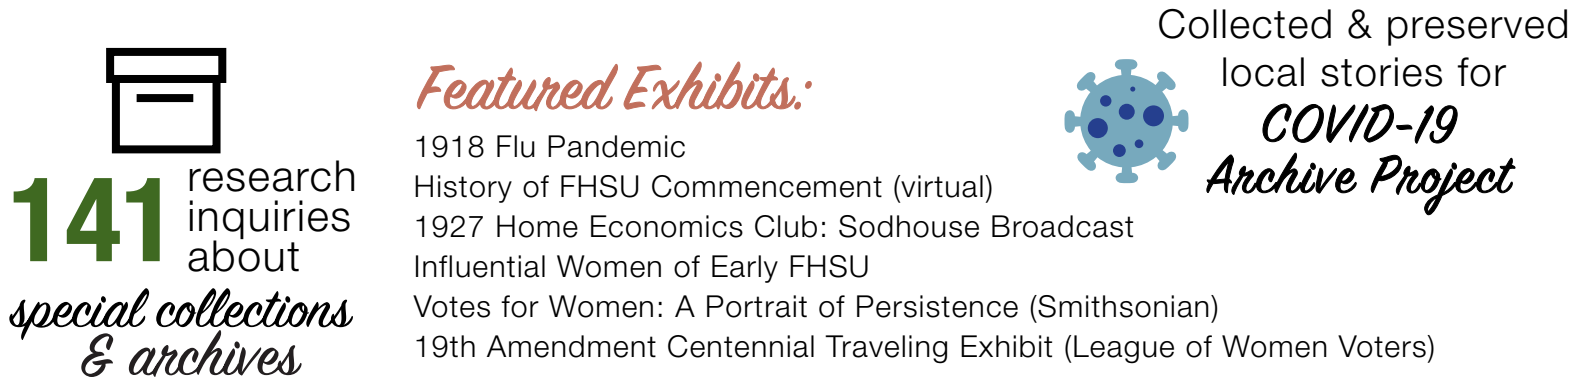 141 research
inquiries
about
special collections
& archives
Featured Exhibits:
1918 Flu Pandemic
History of FHSU Commencement (virtual)
1927 Home Economics Club: Sodhouse Broadcast
Influential Women of Early FHSU
Votes for Women: A Portrait of Persistence (Smithsonian)
19th Amendment Centennial Traveling Exhibit (League of Women Voters)
Collected & preserved
local stories for
COVID-19
Archive Project